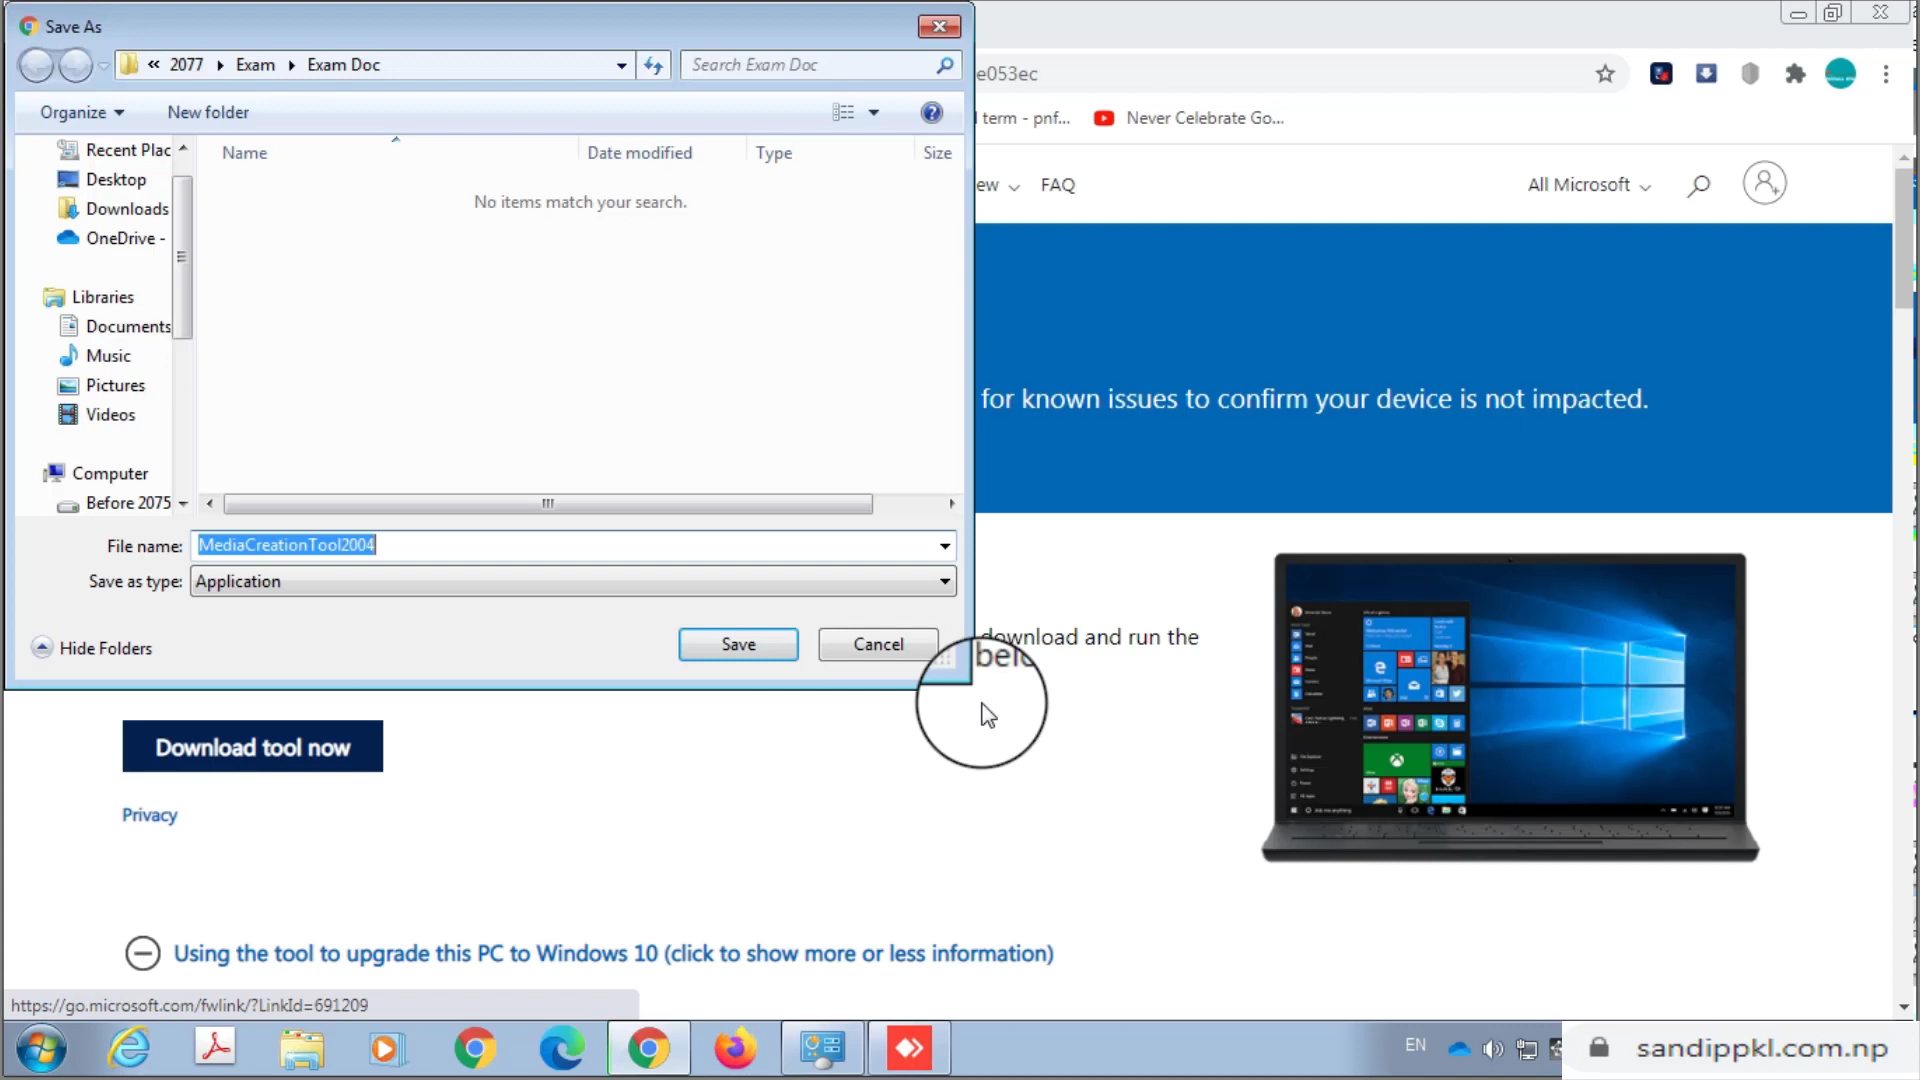 Save As
« 2077 Exam Exam Doc
Search Exam Doc
e053ec
Organize
New folder
l term - pnf...
Never Celebrate Go...
Recent Plac
Name
Date modified
Type
Size
Desktop
No items match your search.
ew
FAQ
All Microsoft
Downloads
OneDrive -
Libraries
Documents
Music
Pictures
for known issues to confirm your device is not impacted.
Videos
Computer
Before 2075
File name:
MediaCreationTool2004
Save as type:
Application
Hide Folders
Save
Cancel
download and run the
Download tool now
Privacy
Using the tool to upgrade this PC to Windows 10 (click to show more or less information)
https://go.microsoft.com/fwlink/?LinkId=691209
EN
sandippkl.com.np